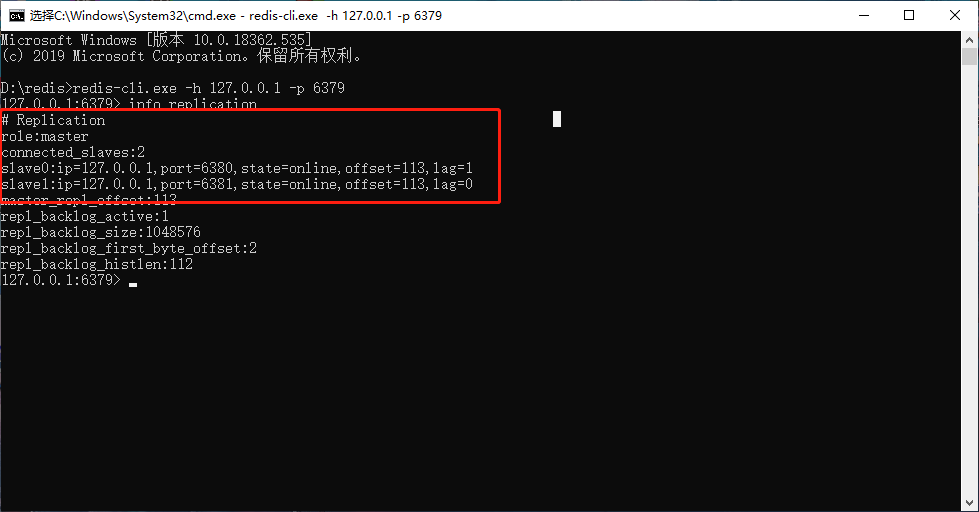 选择C:\Windows\System32\cmd.exe - redis-cli.exe  -h 127.0.0.1 -p 6379
Microsoft Windows [版本 10.0.18362.535]
(c) 2019 Microsoft Corporation。保留所有权利。
D:\redis>redis-cli.exe -h 127.0.0.1 -p 6379
127.0.0.1:6379> info replication
# Replication
role:master
connected_slaves:2
slave0:ip=127.0.0.1,port=6380,state=online,offset=113,lag=1
slave1:ip=127.0.0.1,port=6381,state=online,offset=113,lag=0
master_repl_offset:113
repl_backlog_active:1
repl_backlog_size:1048576
repl_backlog_first_byte_offset:2
repl_backlog_histlen:112
127.0.0.1:6379>